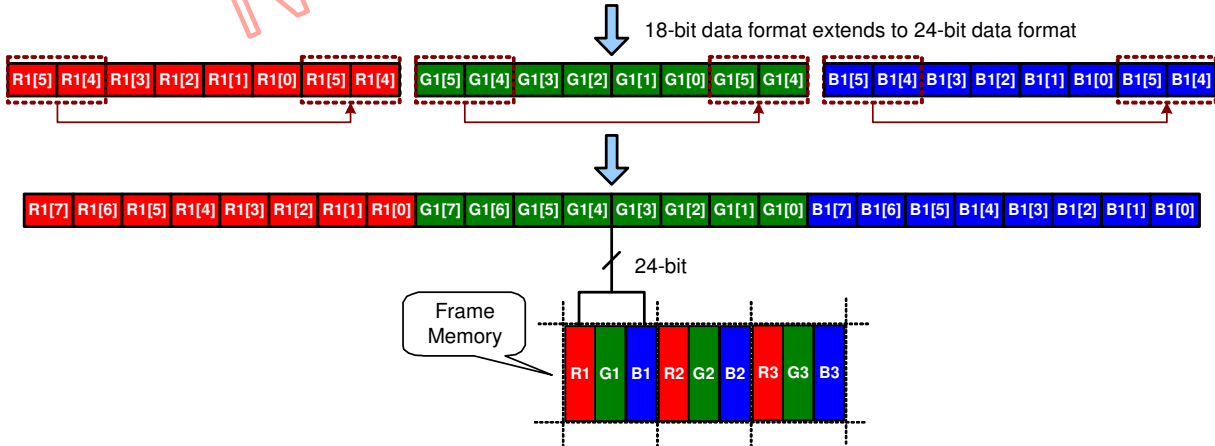 18-bit data format extends to 24-bit data format
R1[5] R1[4] R1[3] R1[2] R1[1] R1[0] R1[5] R1[4] G1[5] G1[4] G1[3] G1[2] G1[1] G1[0] G1[5] G1[4] B1[5] B1[4] B1[3] B1[2] B1[1] B1[0] B1[5] B1[4]
R1[7] R1[6] R1[5] R1[4] R1[3] R1[2] R1[1] R1[0] G1[7] G1[6] G1[5] G1[4] G1[3] G1[2] G1[1] G1[0] B1[7] B1[6] B1[5] B1[4] B1[3] B1[2] B1[1] B1[0]
24-bit
Frame
Memory
R1 G1 B1 R2 G2 B2 R3 G3 B3